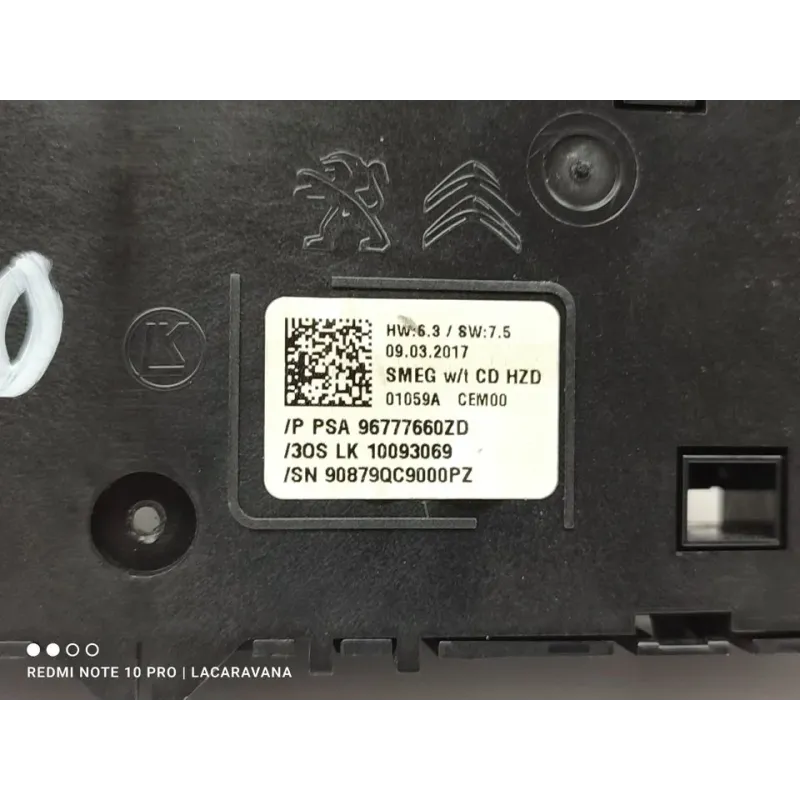 HW:6.3 / SW:7.5
09.03.2017
SMEG w/t CD HZD
01059A CEM00
/P PSA 96777660ZD
/3OS LK 10093069
/SN 90879QC9000PZ
0
K
REDMI NOTE 10 PRO | LACARAVANA